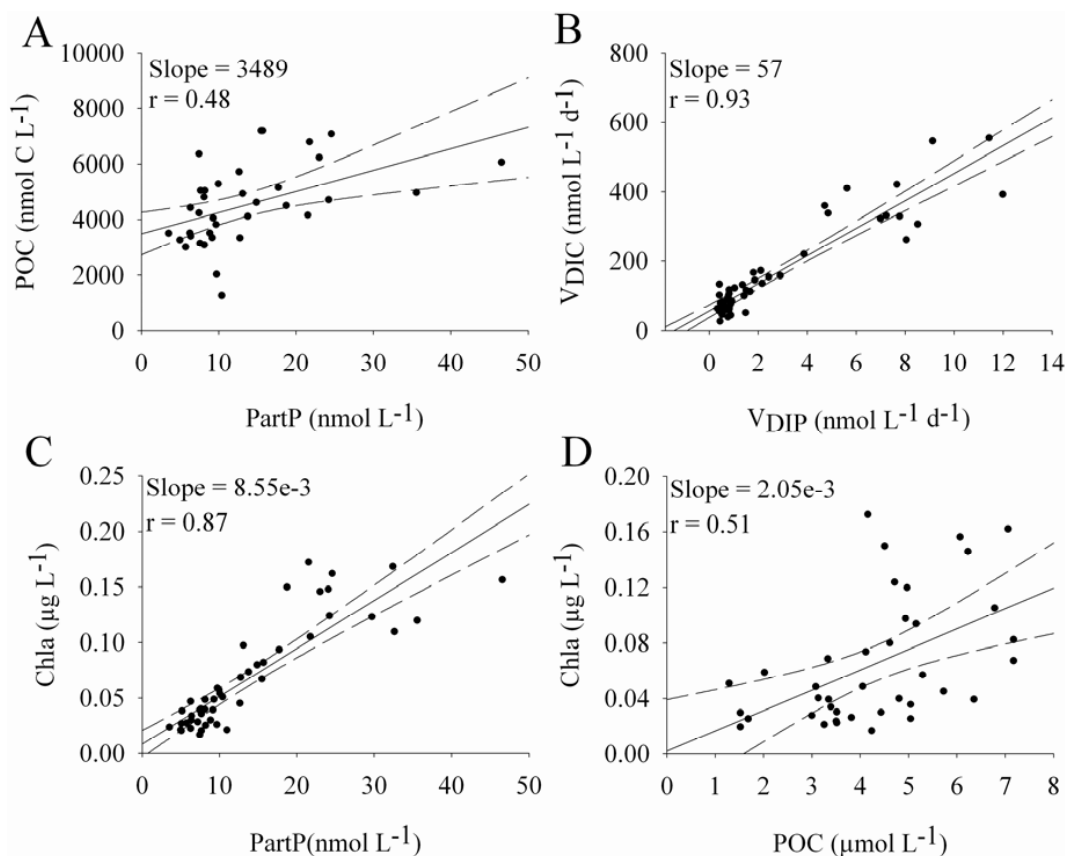 A
B
10000
8000
6000
4000
2000
0
Slope = 3489
r = 0.48
POC (nmol C L-1)
0 10 20 30 40 50
PartP (nmol L-1)
800
600
400
200
0
Slope = 57
r = 0.93
VDIC (nmol L-1 d-1)
0 2 4 6 8 10 12 14
VDIP (nmol L-1 d-1)
C
D
0.25
0.20
0.15
0.10
0.05
0.00
Slope = 8.55e-3
r = 0.87
Chla (µg L-1)
0 10 20 30 40 50
PartP(nmol L-1)
0.20
0.16
0.12
0.08
0.04
0.00
Slope = 2.05e-3
r = 0.51
Chla (µg L-1)
0 1 2 3 4 5 6 7 8
POC (µmol L-1)